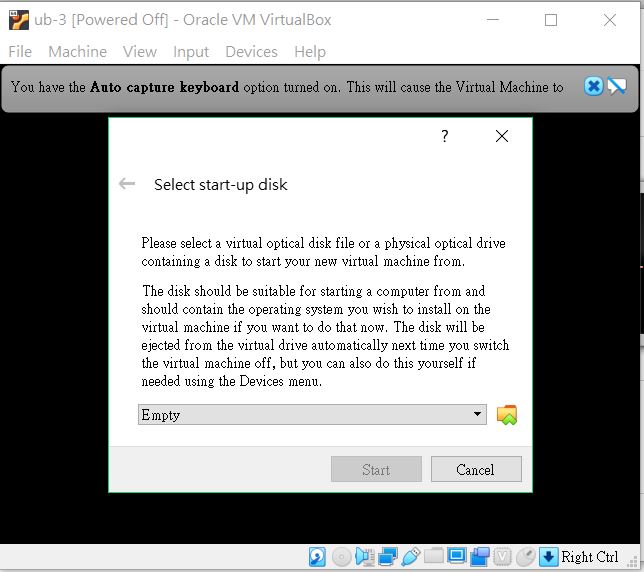 ub-3 [Powered Off] - Oracle VM VirtualBox
File Machine View Input Devices Help
You have the Auto capture keyboard option turned on. This will cause the Virtual Machine to
?
Select start-up disk
Please select a virtual optical disk file or a physical optical drive
containing a disk to start your new virtual machine from.
The disk should be suitable for starting a computer from and
should contain the operating system you wish to install on the
virtual machine if you want to do that now. The disk will be
ejected from the virtual drive automatically next time you switch
the virtual machine off, but you can also do this yourself if
needed using the Devices menu.
Empty
Start Cancel
Right Ctrl